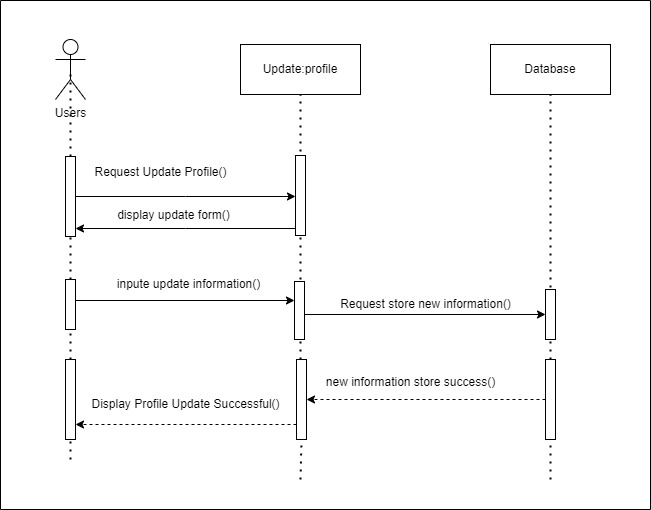 Update:profile
Database
Users
Request Update Profile()
display update form()
inpute update information()
Request store new information()
new information store success()
Display Profile Update Successful()